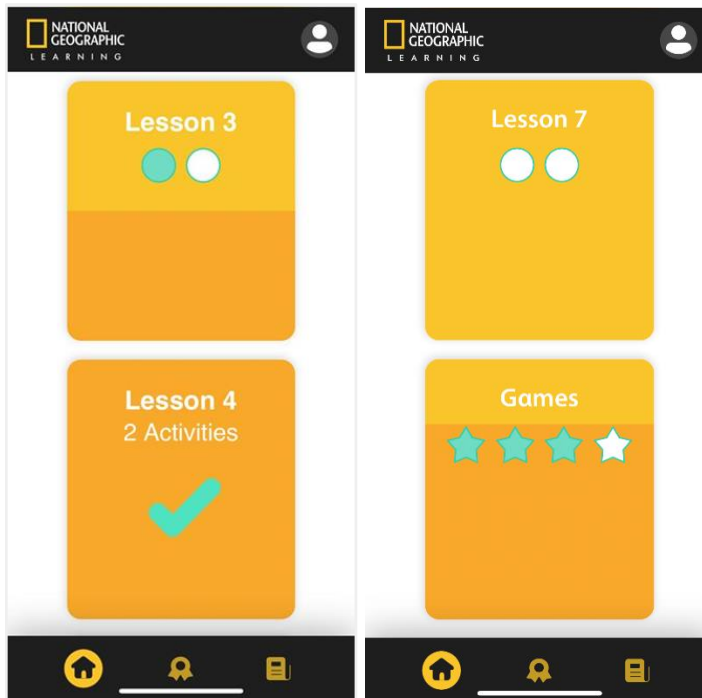 NATIONAL
GEOGRAPHIC
LEARNING
Lesson 3
Lesson 4
2 Activities
NATIONAL
GEOGRAPHIC
LEARNING
Lesson 7
Games